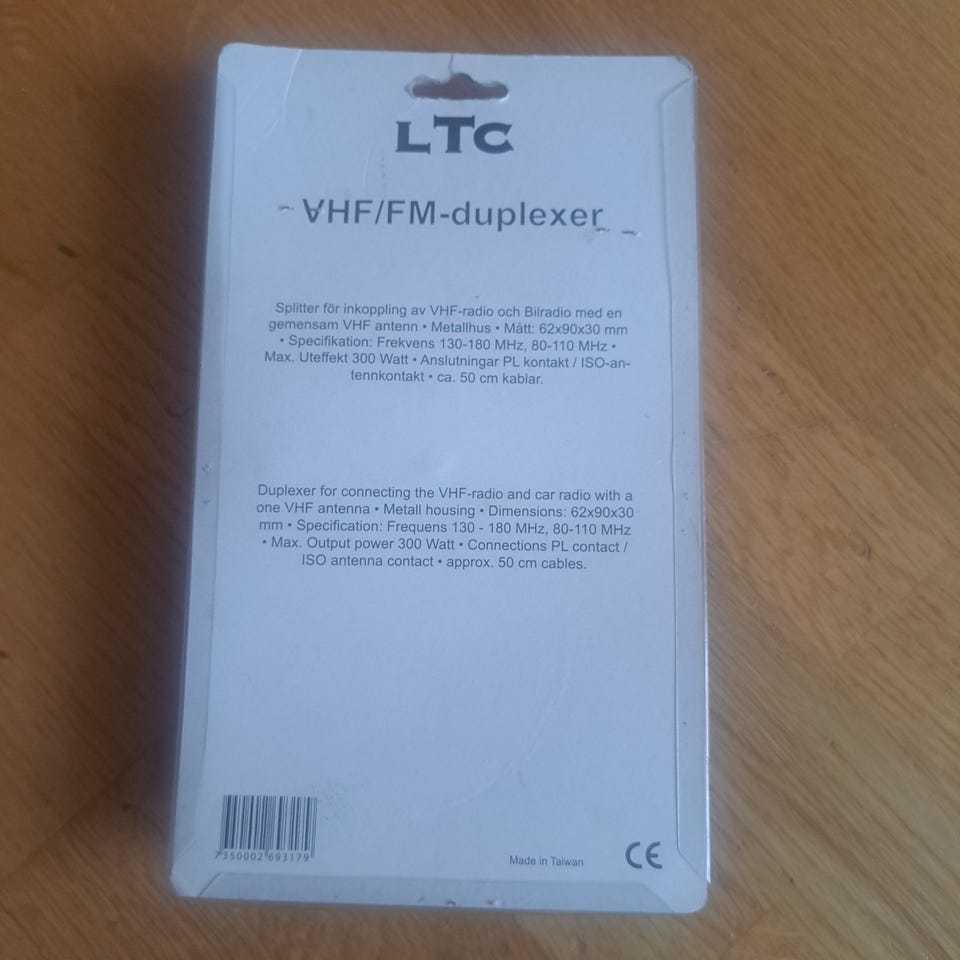 LTC
VHF/FM-duplexer
Splitter för inkoppling av VHF-radio och Bilradio med en
gemensam VHF antenn • Metallhus • Mått: 62x90x30 mm
• Specifikation: Frekvens 130-180 MHz, 80-110 MHz •
Max. Uteffekt 300 Watt • Anslutningar PL kontakt / ISO-an-
tennkontakt • ca. 50 cm kablar.
Duplexer for connecting the VHF-radio and car radio with a
one VHF antenna • Metall housing • Dimensions: 62x90x30
mm • Specification: Frequens 130 - 180 MHz, 80-110 MHz
• Max. Output power 300 Watt • Connections PL contact /
ISO antenna contact • approx. 50 cm cables.
7350002693179
Made in Taiwan
CE